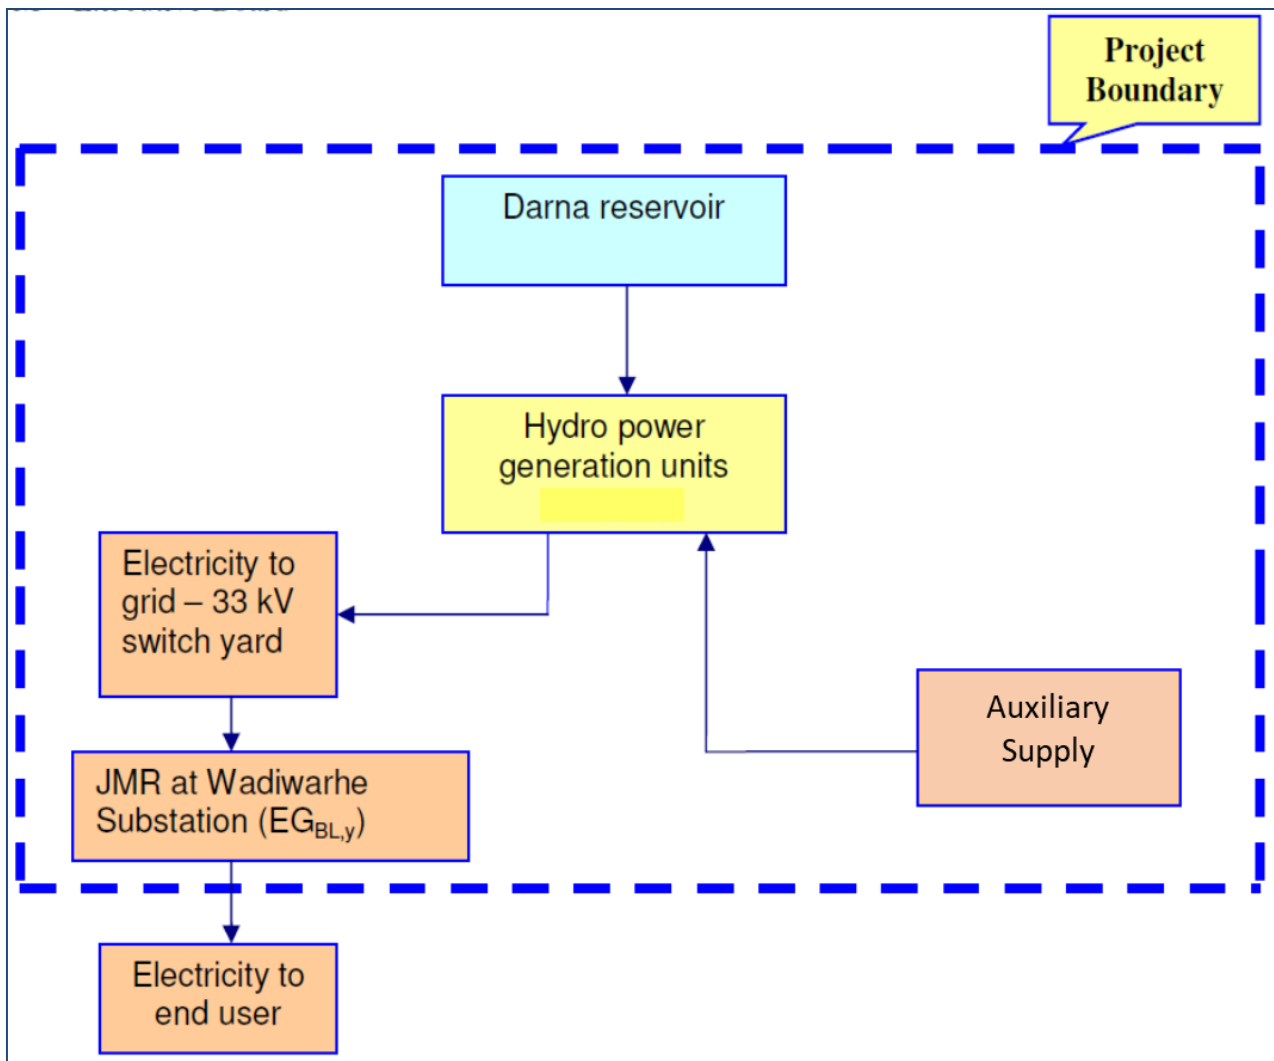 Project
Boundary
Darna reservoir
Hydro power
generation units
Electricity to
grid – 33 kV
switch yard
Auxiliary
Supply
JMR at Wadiwarhe
Substation (EG_BL,y)
Electricity to
end user